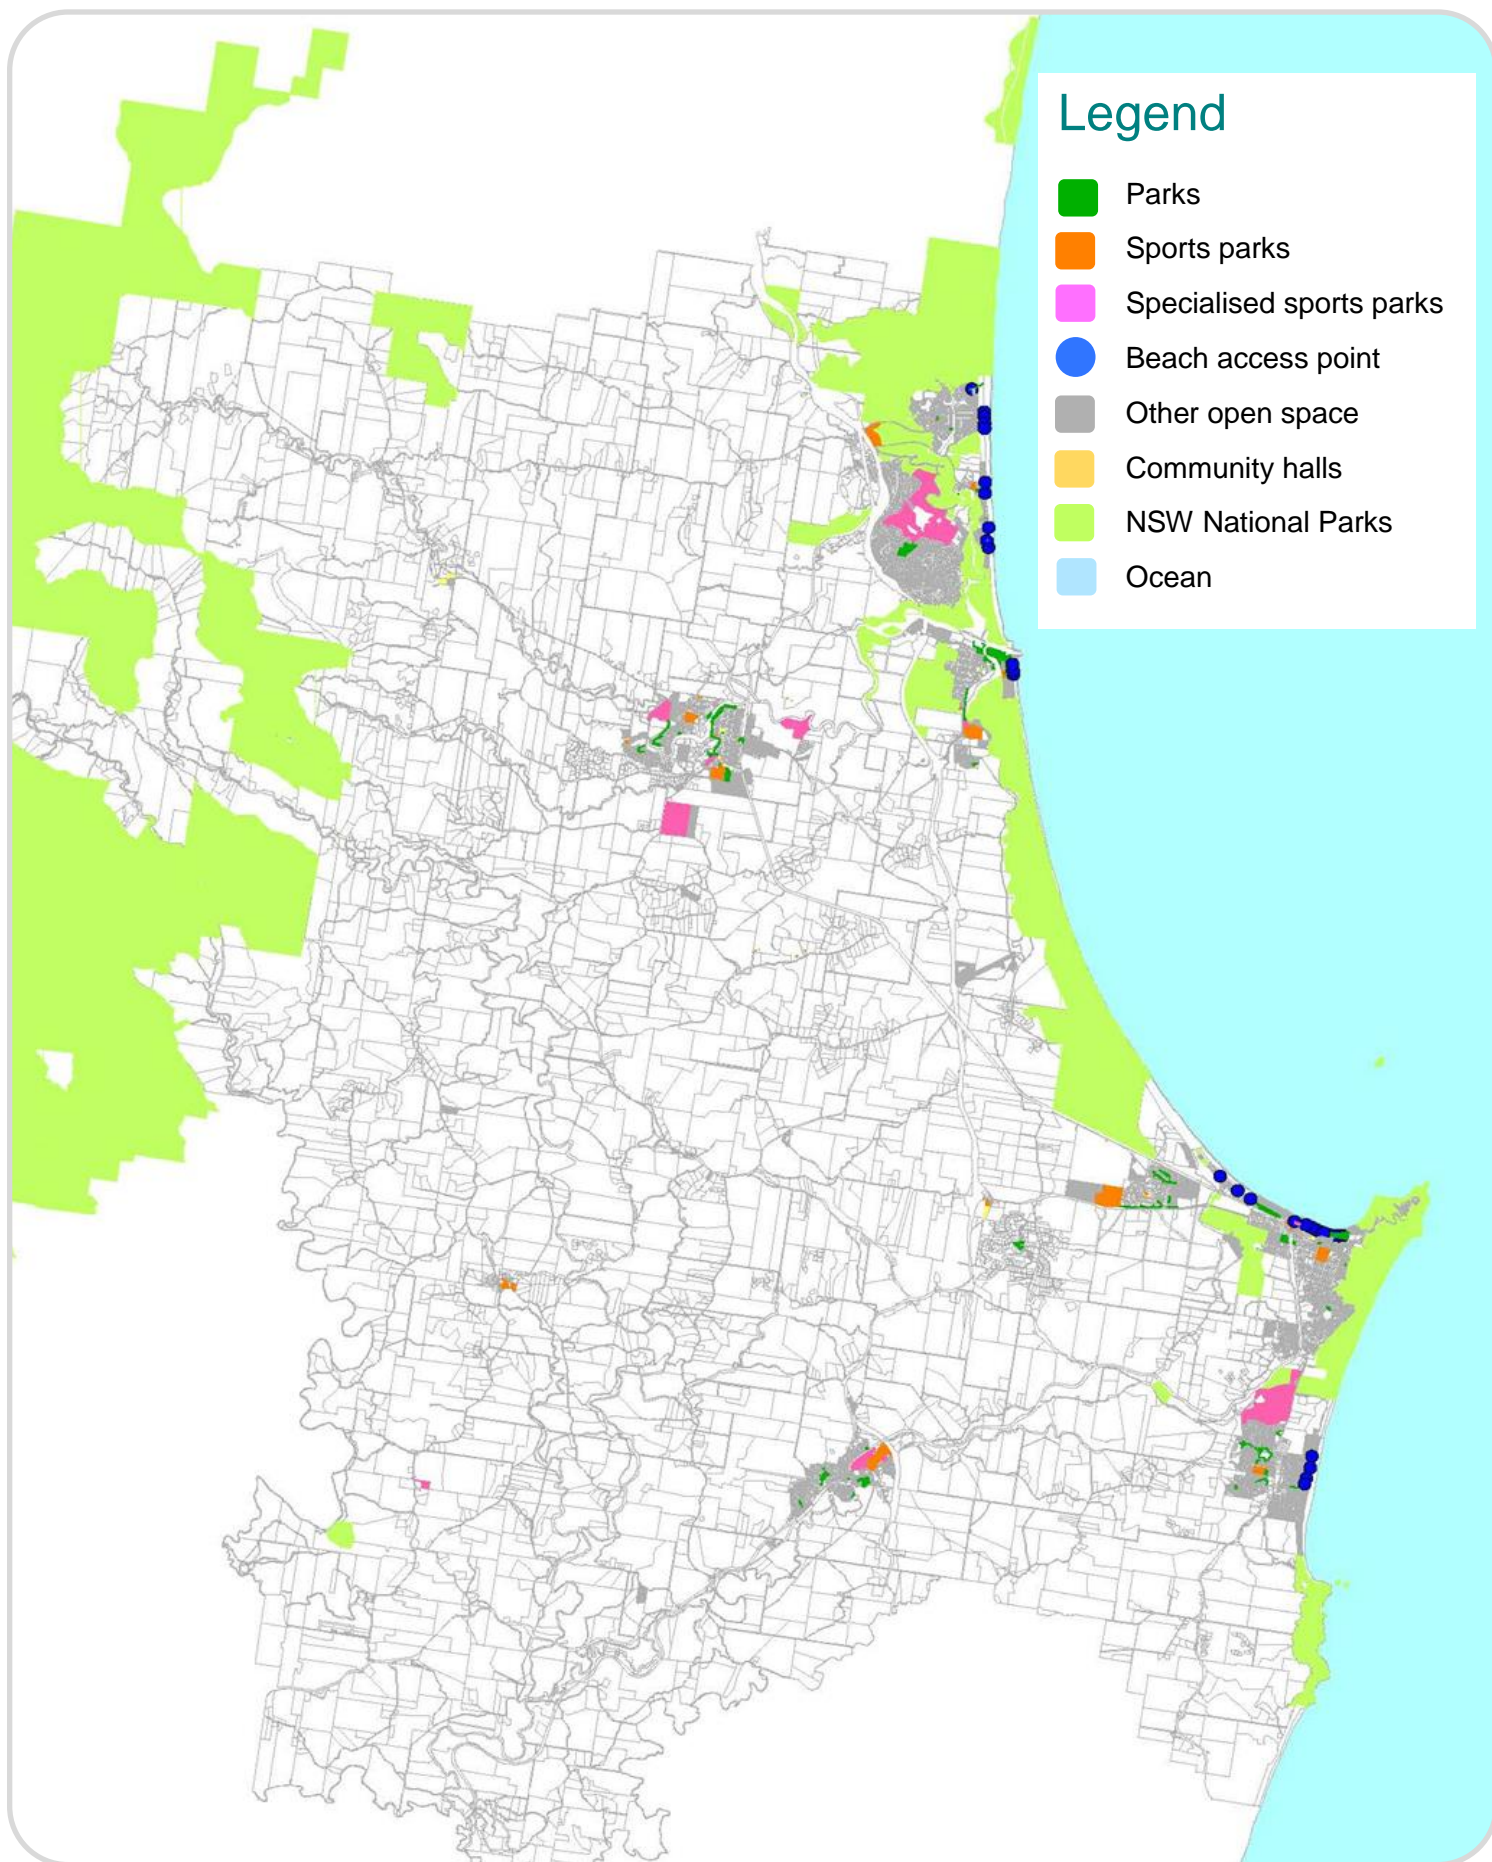 Legend
Parks
Sports parks
Specialised sports parks
Beach access point
Other open space
Community halls
NSW National Parks
Ocean